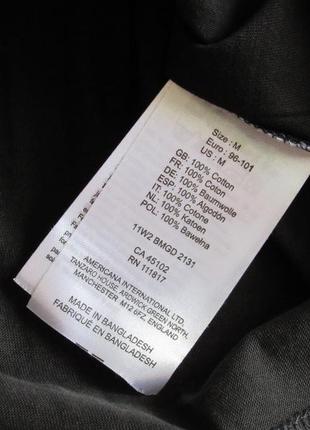 Size : M
Euro : 96-101
US : M
GB: 100% Cotton
FR: 100% Coton
DE: 100% Baumwolle
ESP: 100% Algodón
IT: 100% Cotone
NL: 100% Katoen
POL: 100% Bawełna
11W2 BMGD 2131
CA 45102
RN 111817
AMERICANA INTERNATIONAL LTD.
TANZARO HOUSE, ARDWICK GREEN NORTH,
MANCHESTER, M12 6FZ, ENGLAND
MADE IN BANGLADESH
FABRIQUÉ EN BANGLADESH